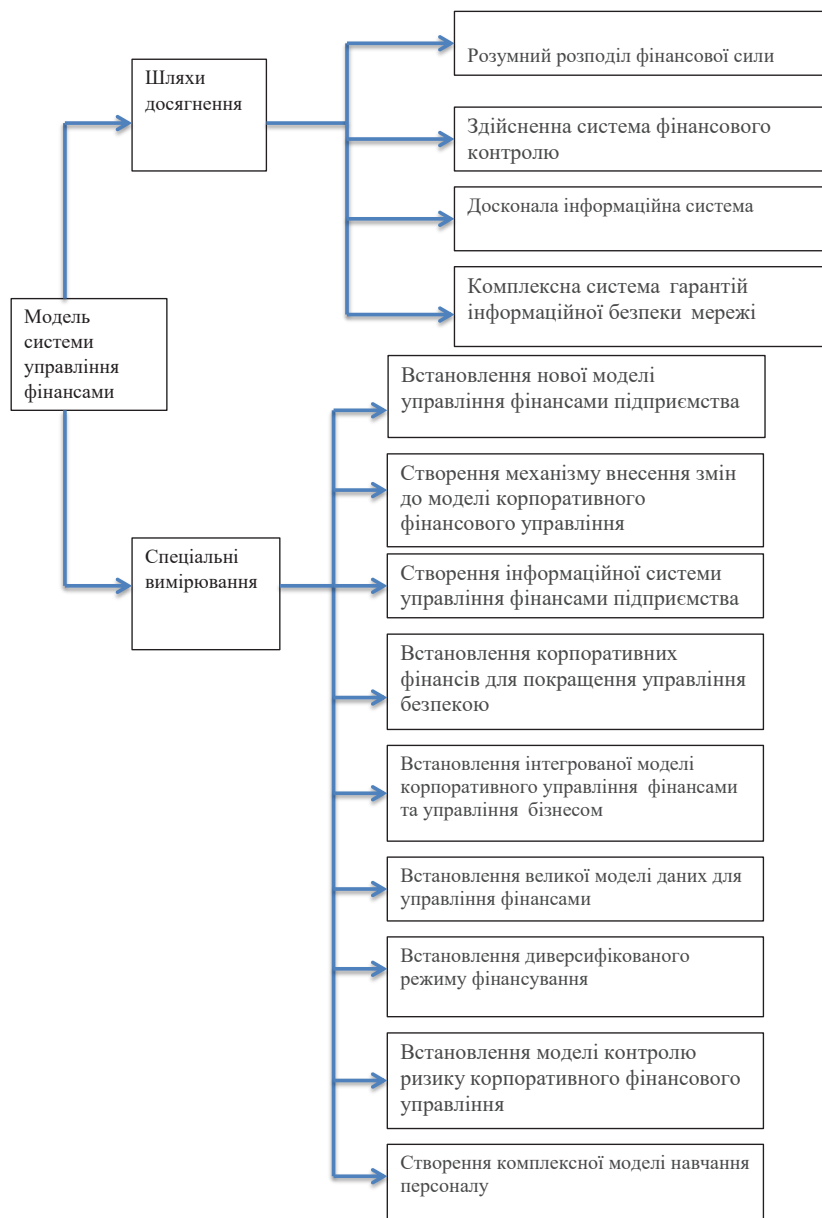 Шляхи
досягнення
Розумний розподіл фінансової сили
Здійсненна система фінансового
контролю
Досконала інформаційна система
Комплексна система гарантій
інформаційної безпеки мережі
Модель
системи
управління
фінансами
Встановлення нової моделі
управління фінансами підприємства
Створення механізму внесення змін
до моделі корпоративного
фінансового управління
Спеціальні
вимірювання
Створення інформаційної системи
управління фінансами підприємства
Встановлення корпоративних
фінансів для покращення управління
безпекою
Встановлення інтегрованої моделі
корпоративного управління фінансами
та управління бізнесом
Встановлення великої моделі даних для
управління фінансами
Встановлення диверсифікованого
режиму фінансування
Встановлення моделі контролю
ризику корпоративного фінансового
управління
Створення комплексної моделі навчання
персоналу